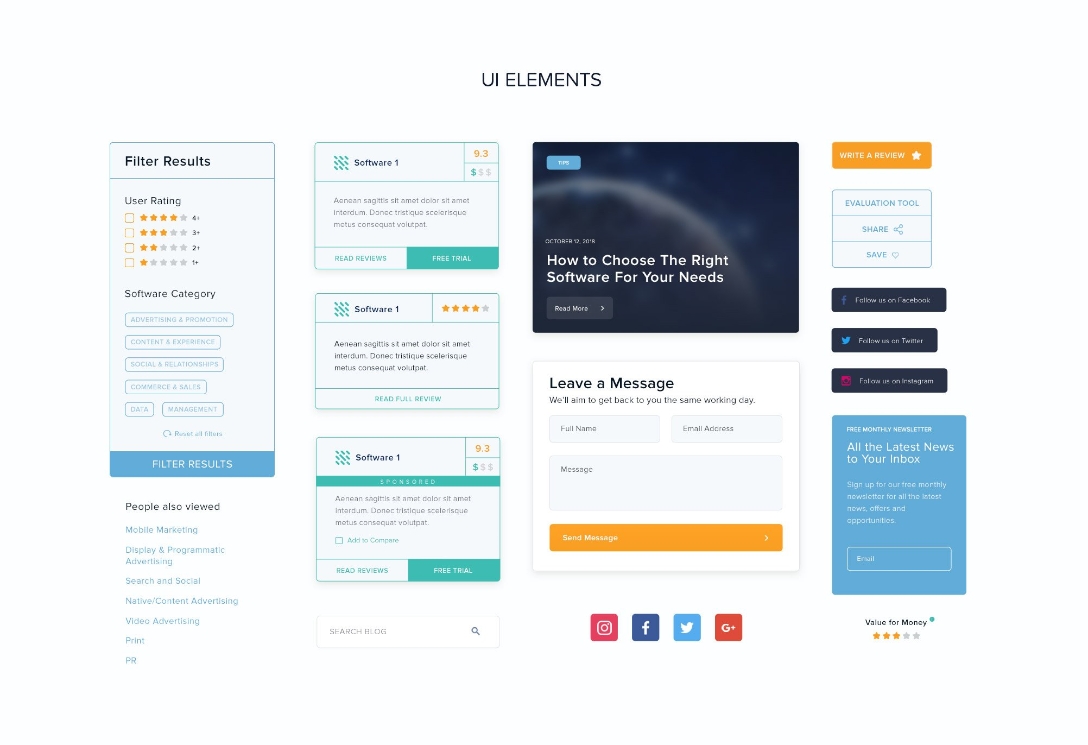 UI ELEMENTS
Filter Results
User Rating
4+
3+
2+
1+
Software Category
ADVERTISING & PROMOTION
CONTENT & EXPERIENCE
SOCIAL & RELATIONSHIPS
COMMERCE & SALES
DATA MANAGEMENT
Reset all filters
FILTER RESULTS
People also viewed
Mobile Marketing
Display & Programmatic
Advertising
Search and Social
Native/Content Advertising
Video Advertising
Print
PR
Software 1
9.3
$$$
Aenean sagittis sit amet dolor sit amet
interdum. Donec tristique scelerisque
metus consequat volutpat.
READ REVIEWS FREE TRIAL
Software 1
Aenean sagittis sit amet dolor sit amet
interdum. Donec tristique scelerisque
metus consequat volutpat.
READ FULL REVIEW
Software 1
9.3
$$$
SPONSORED
Aenean sagittis sit amet dolor sit amet
interdum. Donec tristique scelerisque
metus consequat volutpat
Add to Compare
READ REVIEWS FREE TRIAL
SEARCH BLOG
TIPS
OCTOBER 12, 2018
How to Choose The Right
Software For Your Needs
Read More
Leave a Message
We'll aim to get back to you the same working day.
Full Name Email Address
Message
Send Message
G+
WRITE A REVIEW
EVALUATION TOOL
SHARE
SAVE
Follow us on Facebook
Follow us on Twitter
Follow us on Instagram
FREE MONTHLY NEWSLETTER
All the Latest News
to Your Inbox
Sign up for our free monthly
newsletter for all the latest
news, offers and
opportunities.
Email
Value for Money